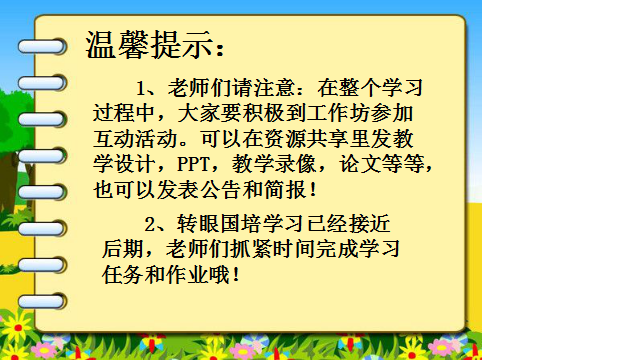 温馨提示：
1、老师们请注意：在整个学习
过程中，大家要积极到工作坊参加
互动活动。可以在资源共享里发教
学设计，PPT，教学录像，论文等等，
也可以发表公告和简报！
2、转眼国培学习已经接近
后期，老师们抓紧时间完成学习
任务和作业哦！